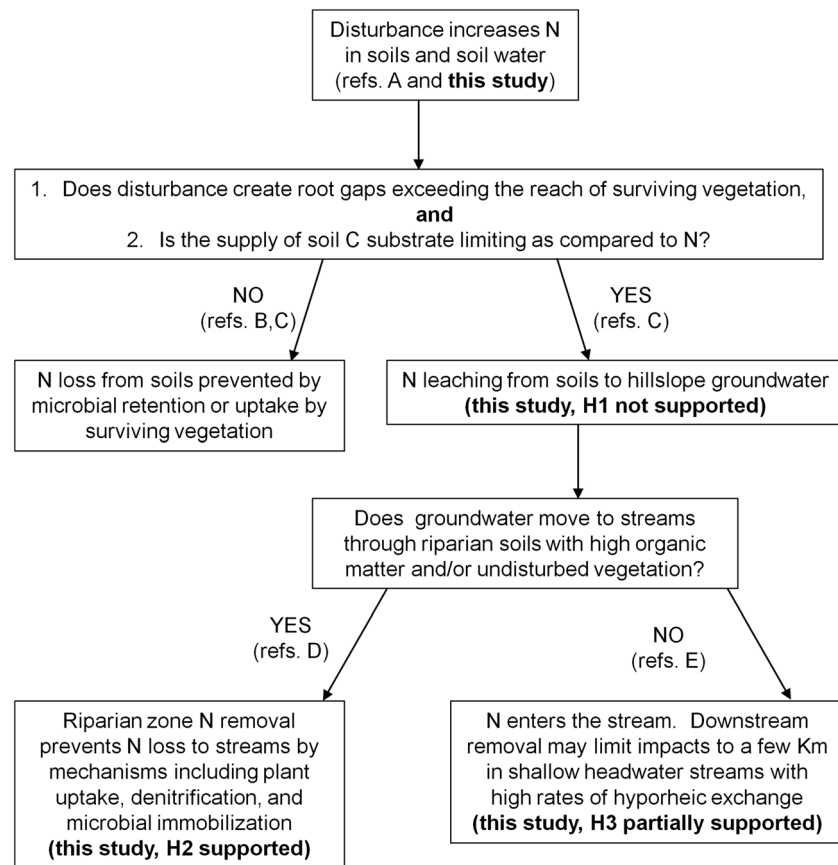 Disturbance increases N
in soils and soil water
(refs. A and this study)
1. Does disturbance create root gaps exceeding the reach of surviving vegetation,
and
2. Is the supply of soil C substrate limiting as compared to N?
NO
(refs. B,C)
YES
(refs. C)
N loss from soils prevented by
microbial retention or uptake by
surviving vegetation
N leaching from soils to hillslope groundwater
(this study, H1 not supported)
Does groundwater move to streams
through riparian soils with high organic
matter and/or undisturbed vegetation?
YES
(refs. D)
NO
(refs. E)
Riparian zone N removal
prevents N loss to streams by
mechanisms including plant
uptake, denitrification, and
microbial immobilization
(this study, H2 supported)
N enters the stream. Downstream
removal may limit impacts to a few Km
in shallow headwater streams with
high rates of hyporheic exchange
(this study, H3 partially supported)